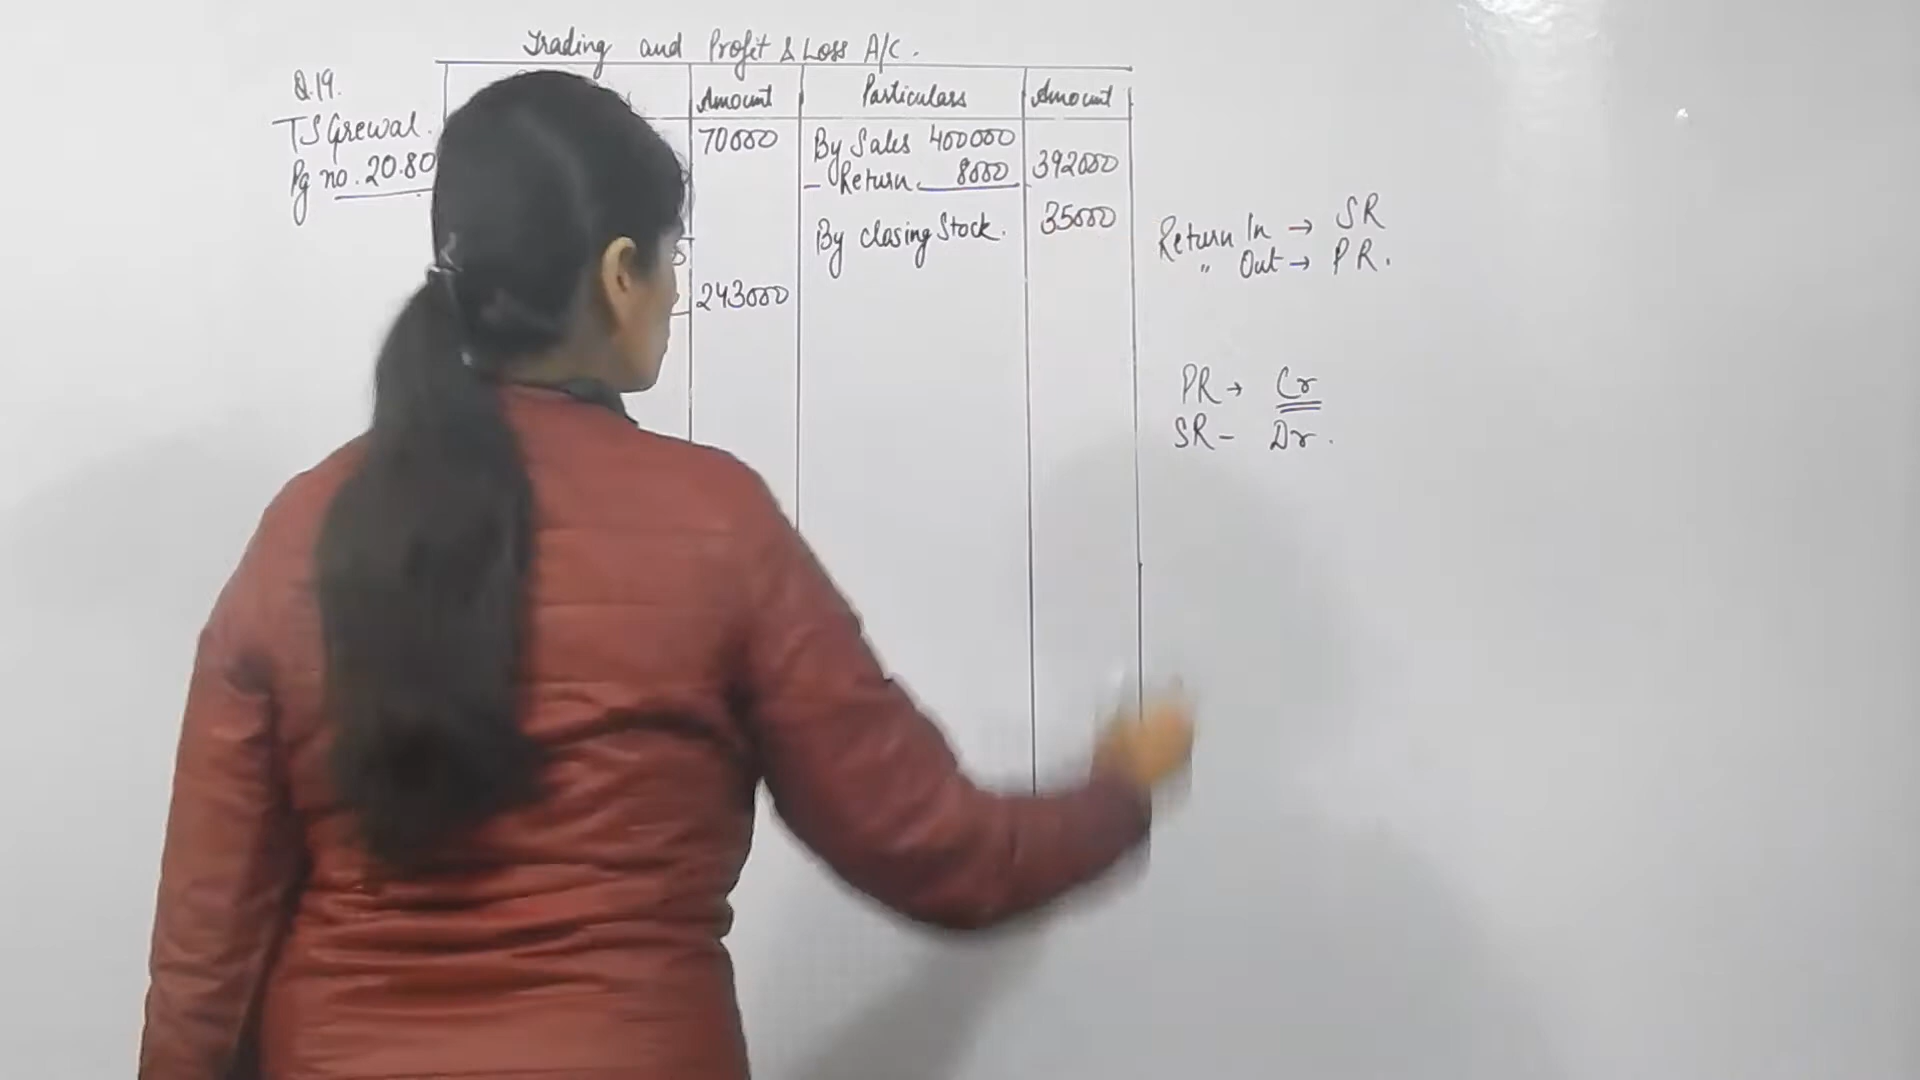 Trading and Profit & Loss A/C.
Q.19.
TS Grewal.
Pg no. 20.80
Amount Particulars Amount
70000 By Sales 400000
- Return 8000 392000
By closing Stock. 35000
243000
Return In → SR
" Out → PR.
PR → Cr
SR - Dr.